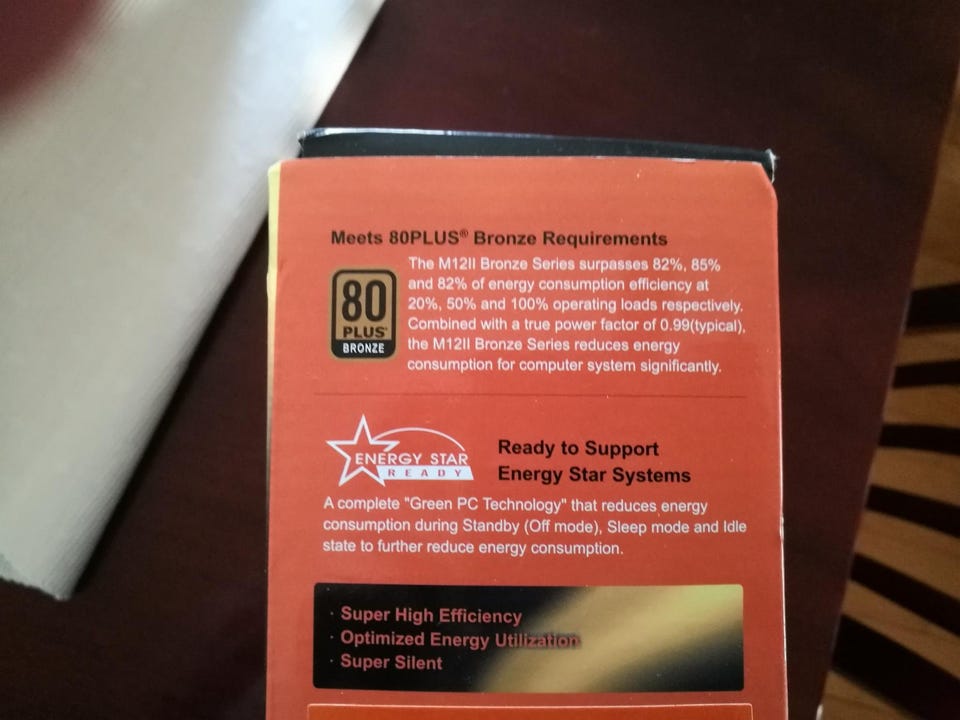 Meets 80PLUS® Bronze Requirements
The M12II Bronze Series surpasses 82%, 85%
and 82% of energy consumption efficiency at
20%, 50% and 100% operating loads respectively.
Combined with a true power factor of 0.99(typical),
the M12II Bronze Series reduces energy
consumption for computer system significantly.
80
PLUS
BRONZE
ENERGY STAR
READY
Ready to Support
Energy Star Systems
A complete "Green PC Technology" that reduces energy
consumption during Standby (Off mode), Sleep mode and Idle
state to further reduce energy consumption.
· Super High Efficiency
· Optimized Energy Utilization
· Super Silent